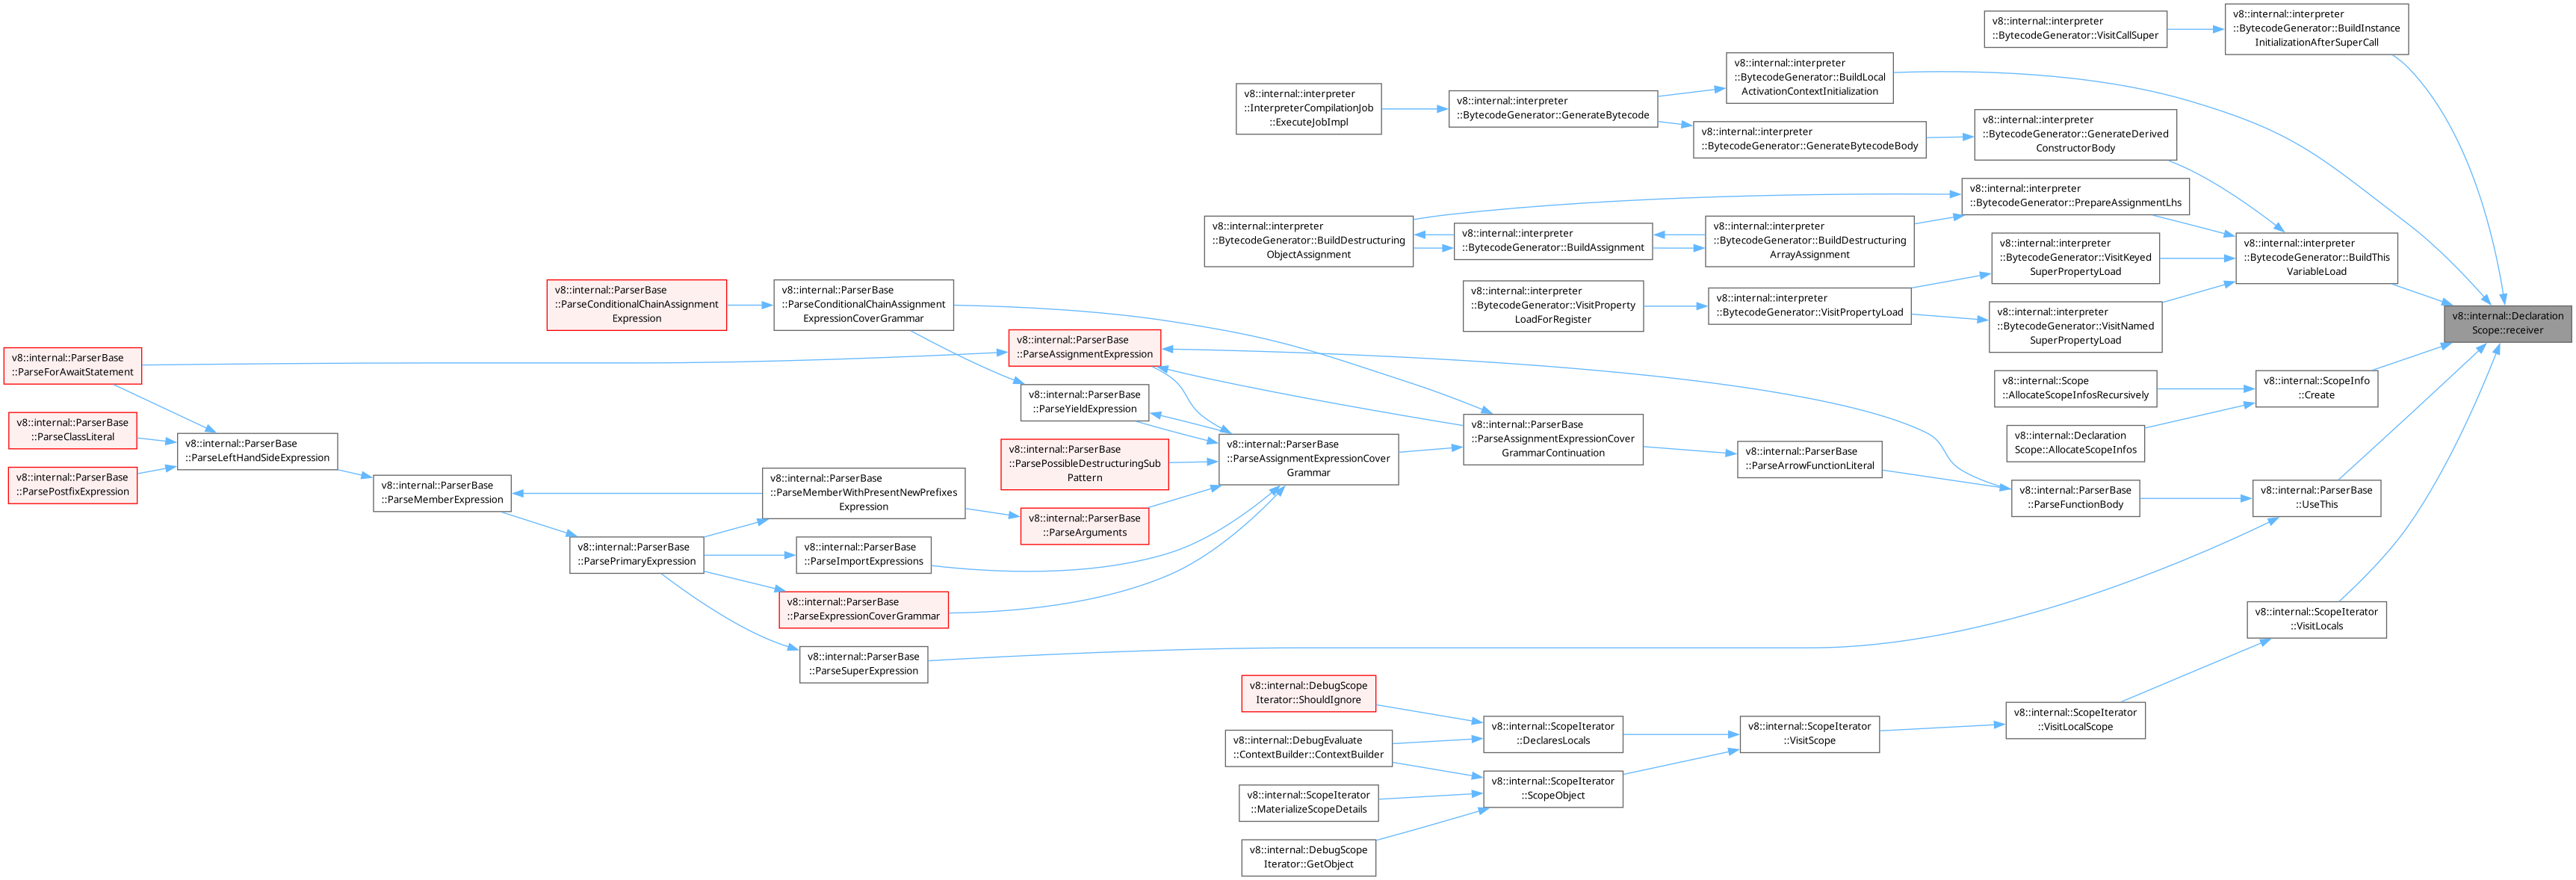 v8::internal::interpreter
::BytecodeGenerator::BuildInstance
InitializationAfterSuperCall
v8::internal::interpreter
::BytecodeGenerator::VisitCallSuper
v8::internal::interpreter
::BytecodeGenerator::BuildLocal
ActivationContextInitialization
v8::internal::interpreter
::InterpreterCompilationJob
::ExecuteJobImpl
v8::internal::interpreter
::BytecodeGenerator::GenerateBytecode
v8::internal::interpreter
::BytecodeGenerator::GenerateBytecodeBody
v8::internal::interpreter
::BytecodeGenerator::GenerateDerived
ConstructorBody
v8::internal::interpreter
::BytecodeGenerator::PrepareAssignmentLhs
v8::internal::interpreter
::BytecodeGenerator::BuildDestructuring
ObjectAssignment
v8::internal::interpreter
::BytecodeGenerator::BuildAssignment
v8::internal::interpreter
::BytecodeGenerator::BuildDestructuring
ArrayAssignment
v8::internal::interpreter
::BytecodeGenerator::VisitKeyed
SuperPropertyLoad
v8::internal::interpreter
::BytecodeGenerator::BuildThis
VariableLoad
v8::internal::ParserBase
::ParseConditionalChainAssignment
Expression
v8::internal::ParserBase
::ParseConditionalChainAssignment
ExpressionCoverGrammar
v8::internal::interpreter
::BytecodeGenerator::VisitProperty
LoadForRegister
v8::internal::interpreter
::BytecodeGenerator::VisitPropertyLoad
v8::internal::interpreter
::BytecodeGenerator::VisitNamed
SuperPropertyLoad
v8::internal::Declaration
Scope::receiver
v8::internal::ParserBase
::ParseForAwaitStatement
v8::internal::ParserBase
::ParseAssignmentExpression
v8::internal::ParserBase
::ParseYieldExpression
v8::internal::Scope
::AllocateScopeInfosRecursively
v8::internal::ScopeInfo
::Create
v8::internal::ParserBase
::ParseClassLiteral
v8::internal::ParserBase
::ParseLeftHandSideExpression
v8::internal::ParserBase
::ParsePostfixExpression
v8::internal::ParserBase
::ParseMemberExpression
v8::internal::ParserBase
::ParseMemberWithPresentNewPrefixes
Expression
v8::internal::ParserBase
::ParsePossibleDestructuringSub
Pattern
v8::internal::ParserBase
::ParseAssignmentExpressionCover
Grammar
v8::internal::ParserBase
::ParseAssignmentExpressionCover
GrammarContinuation
v8::internal::ParserBase
::ParseArrowFunctionLiteral
v8::internal::Declaration
Scope::AllocateScopeInfos
v8::internal::ParserBase
::ParseFunctionBody
v8::internal::ParserBase
::UseThis
v8::internal::ParserBase
::ParseArguments
v8::internal::ParserBase
::ParsePrimaryExpression
v8::internal::ParserBase
::ParseImportExpressions
v8::internal::ParserBase
::ParseExpressionCoverGrammar
v8::internal::ParserBase
::ParseSuperExpression
v8::internal::ScopeIterator
::VisitLocals
v8::internal::DebugScope
Iterator::ShouldIgnore
v8::internal::DebugEvaluate
::ContextBuilder::ContextBuilder
v8::internal::ScopeIterator
::DeclaresLocals
v8::internal::ScopeIterator
::VisitScope
v8::internal::ScopeIterator
::VisitLocalScope
v8::internal::ScopeIterator
::MaterializeScopeDetails
v8::internal::ScopeIterator
::ScopeObject
v8::internal::DebugScope
Iterator::GetObject